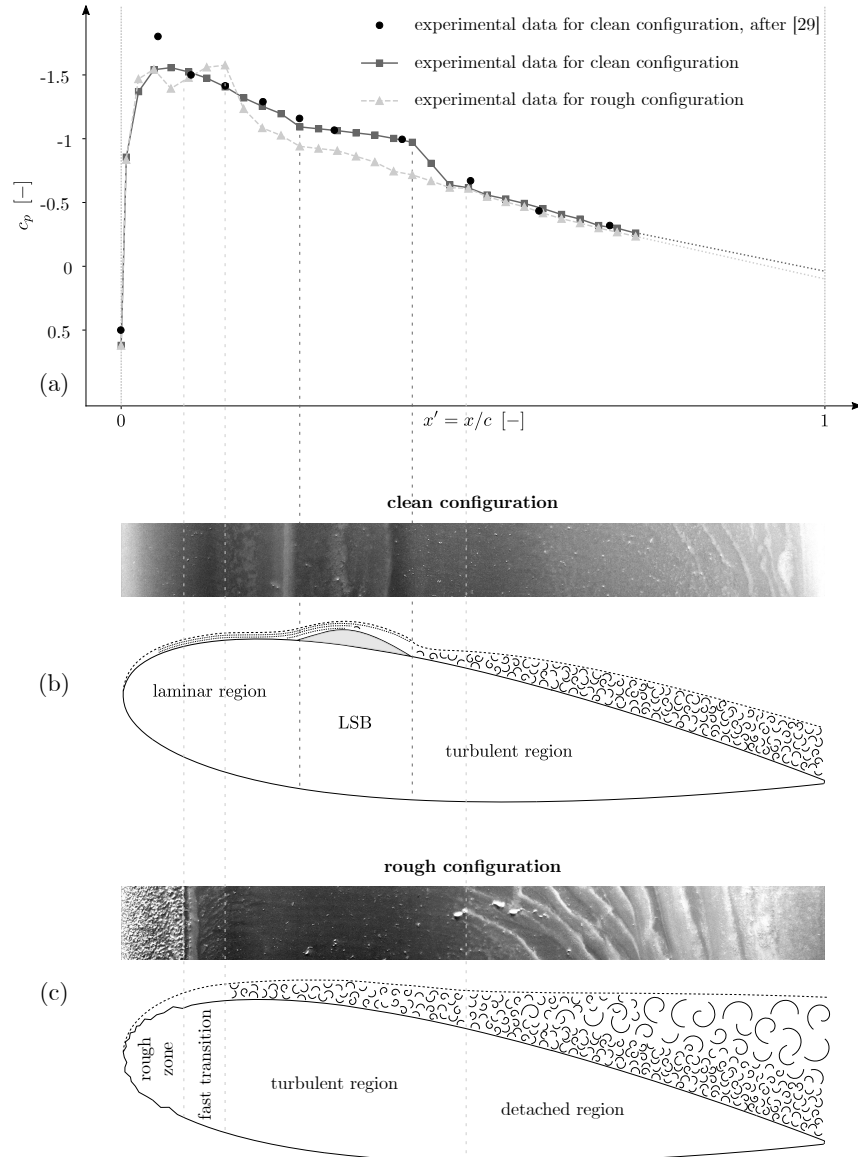 experimental data for clean configuration, after [29]
experimental data for clean configuration
experimental data for rough configuration
-1.5
-1
-0.5
0
0.5
c_p [−]
(a)
0
x′ = x/c [−]
1
clean configuration
(b)
laminar region
LSB
turbulent region
rough configuration
(c)
rough
zone
fast transition
turbulent region
detached region